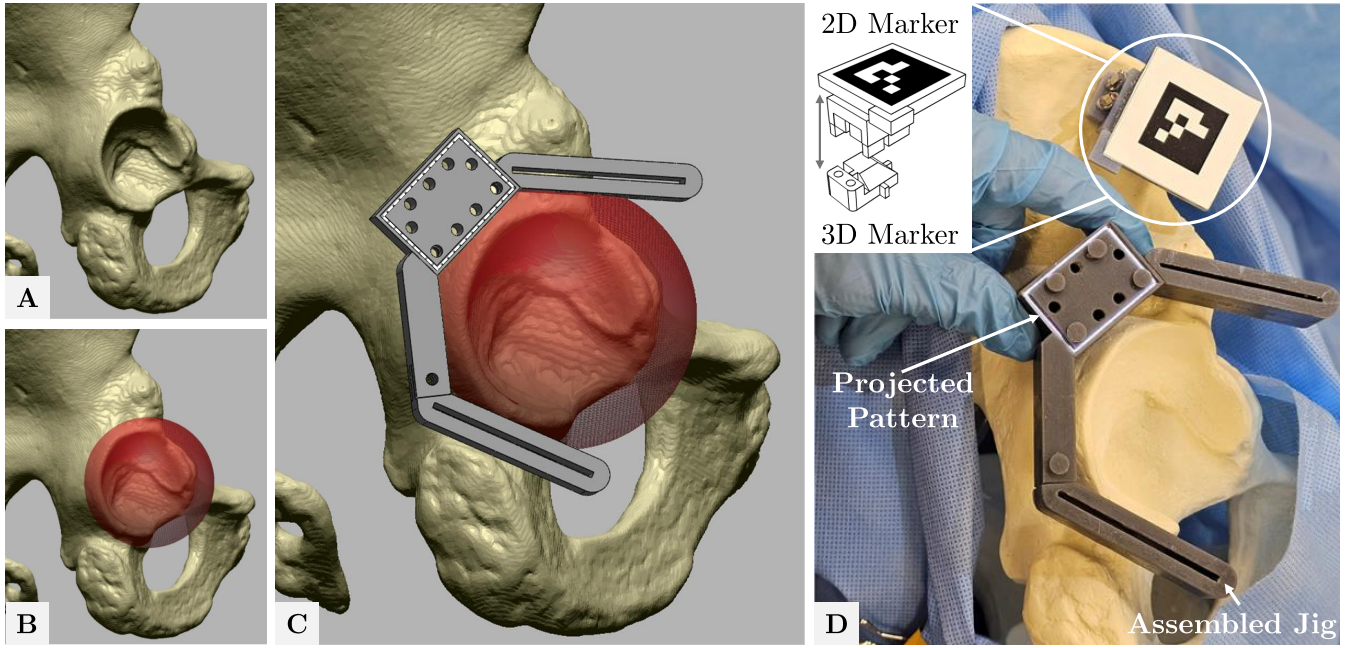 A
B
C
2D Marker
3D Marker
Projected
Pattern
D
Assembled Jig